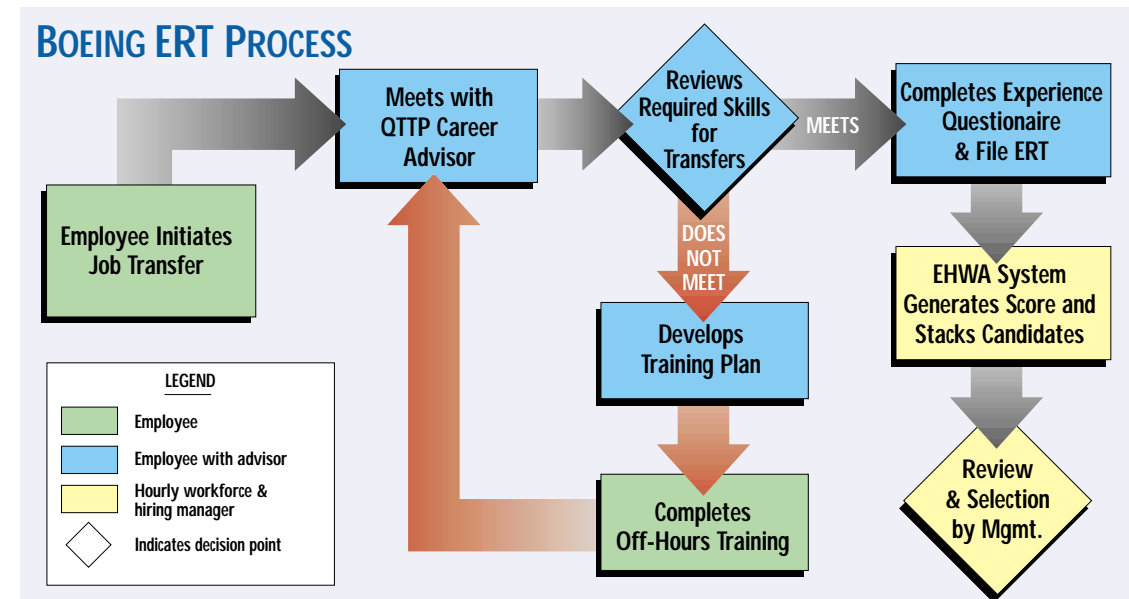 BOEING ERT PROCESS
Employee Initiates
Job Transfer
Meets with
QTTP Career
Advisor
Reviews
Required Skills
for
Transfers
MEETS
Completes Experience
Questionaire
& File ERT
DOES
NOT
MEET
Develops
Training Plan
Completes
Off-Hours Training
EHWA System
Generates Score and
Stacks Candidates
Review
& Selection
by Mgmt.
LEGEND
Employee
Employee with advisor
Hourly workforce &
hiring manager
Indicates decision point